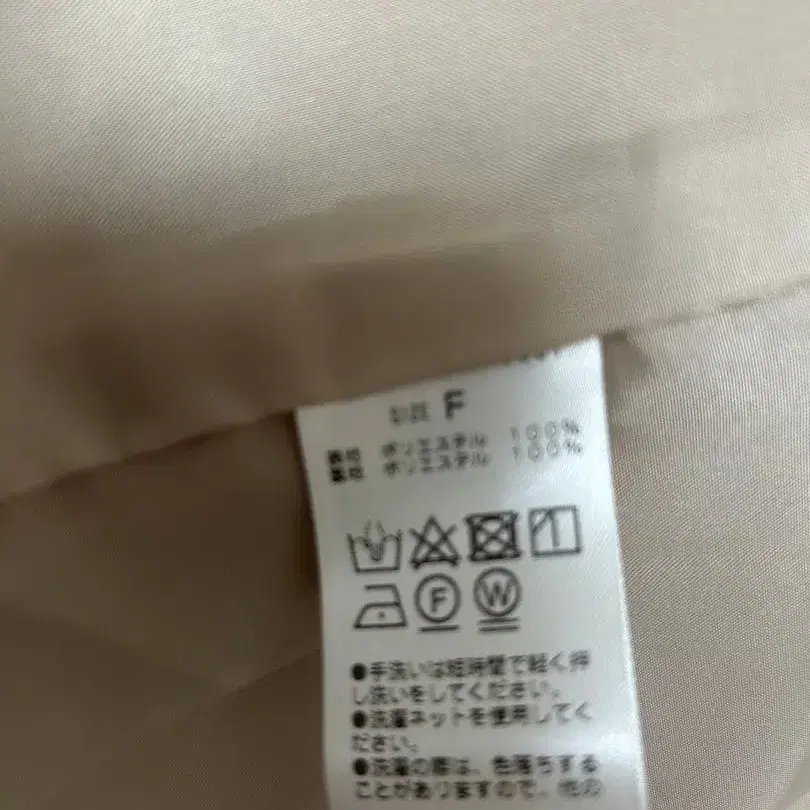 SIZE F
表地 ポリエステル 100%
裏地 ポリエステル 100%
F W
●手洗いは短時間で軽く押
し洗いをしてください。
●洗濯ネットを使用してく
ださい。
●洗濯の際は、色落ちする
ことがありますので、他の